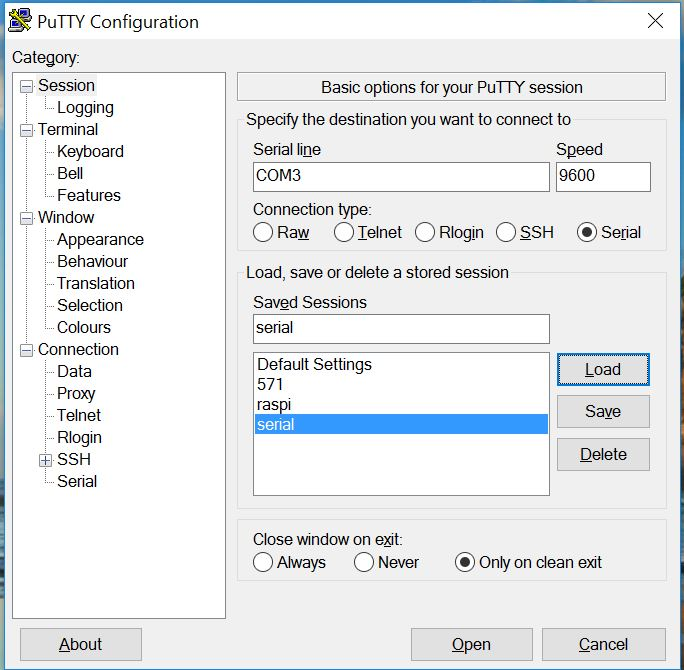 PuTTY Configuration
Category:
Session
Logging
Terminal
Keyboard
Bell
Features
Window
Appearance
Behaviour
Translation
Selection
Colours
Connection
Data
Proxy
Telnet
Rlogin
SSH
Serial
Basic options for your PuTTY session
Specify the destination you want to connect to
Serial line Speed
COM3 9600
Connection type:
Raw Telnet Rlogin SSH Serial
Load, save or delete a stored session
Saved Sessions
serial
Default Settings
571
raspi
serial
Load
Save
Delete
Close window on exit:
Always Never Only on clean exit
About Open Cancel